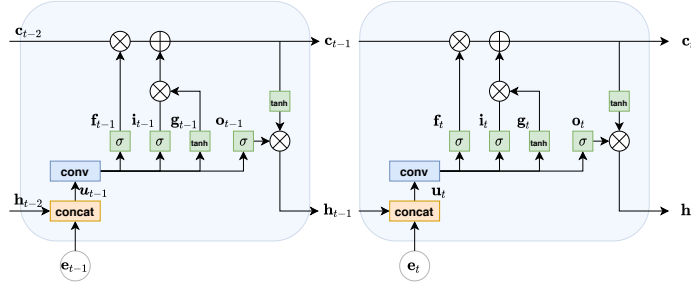 c_{t-2} c_{t-1}
tanh tanh
f_{t-1} i_{t-1} g_{t-1} o_{t-1} f_t i_t g_t o_t
σ σ tanh σ σ σ tanh σ
conv conv
u_{t-1} u_t
h_{t-2} concat h_{t-1} concat h
e_{t-1} e_t